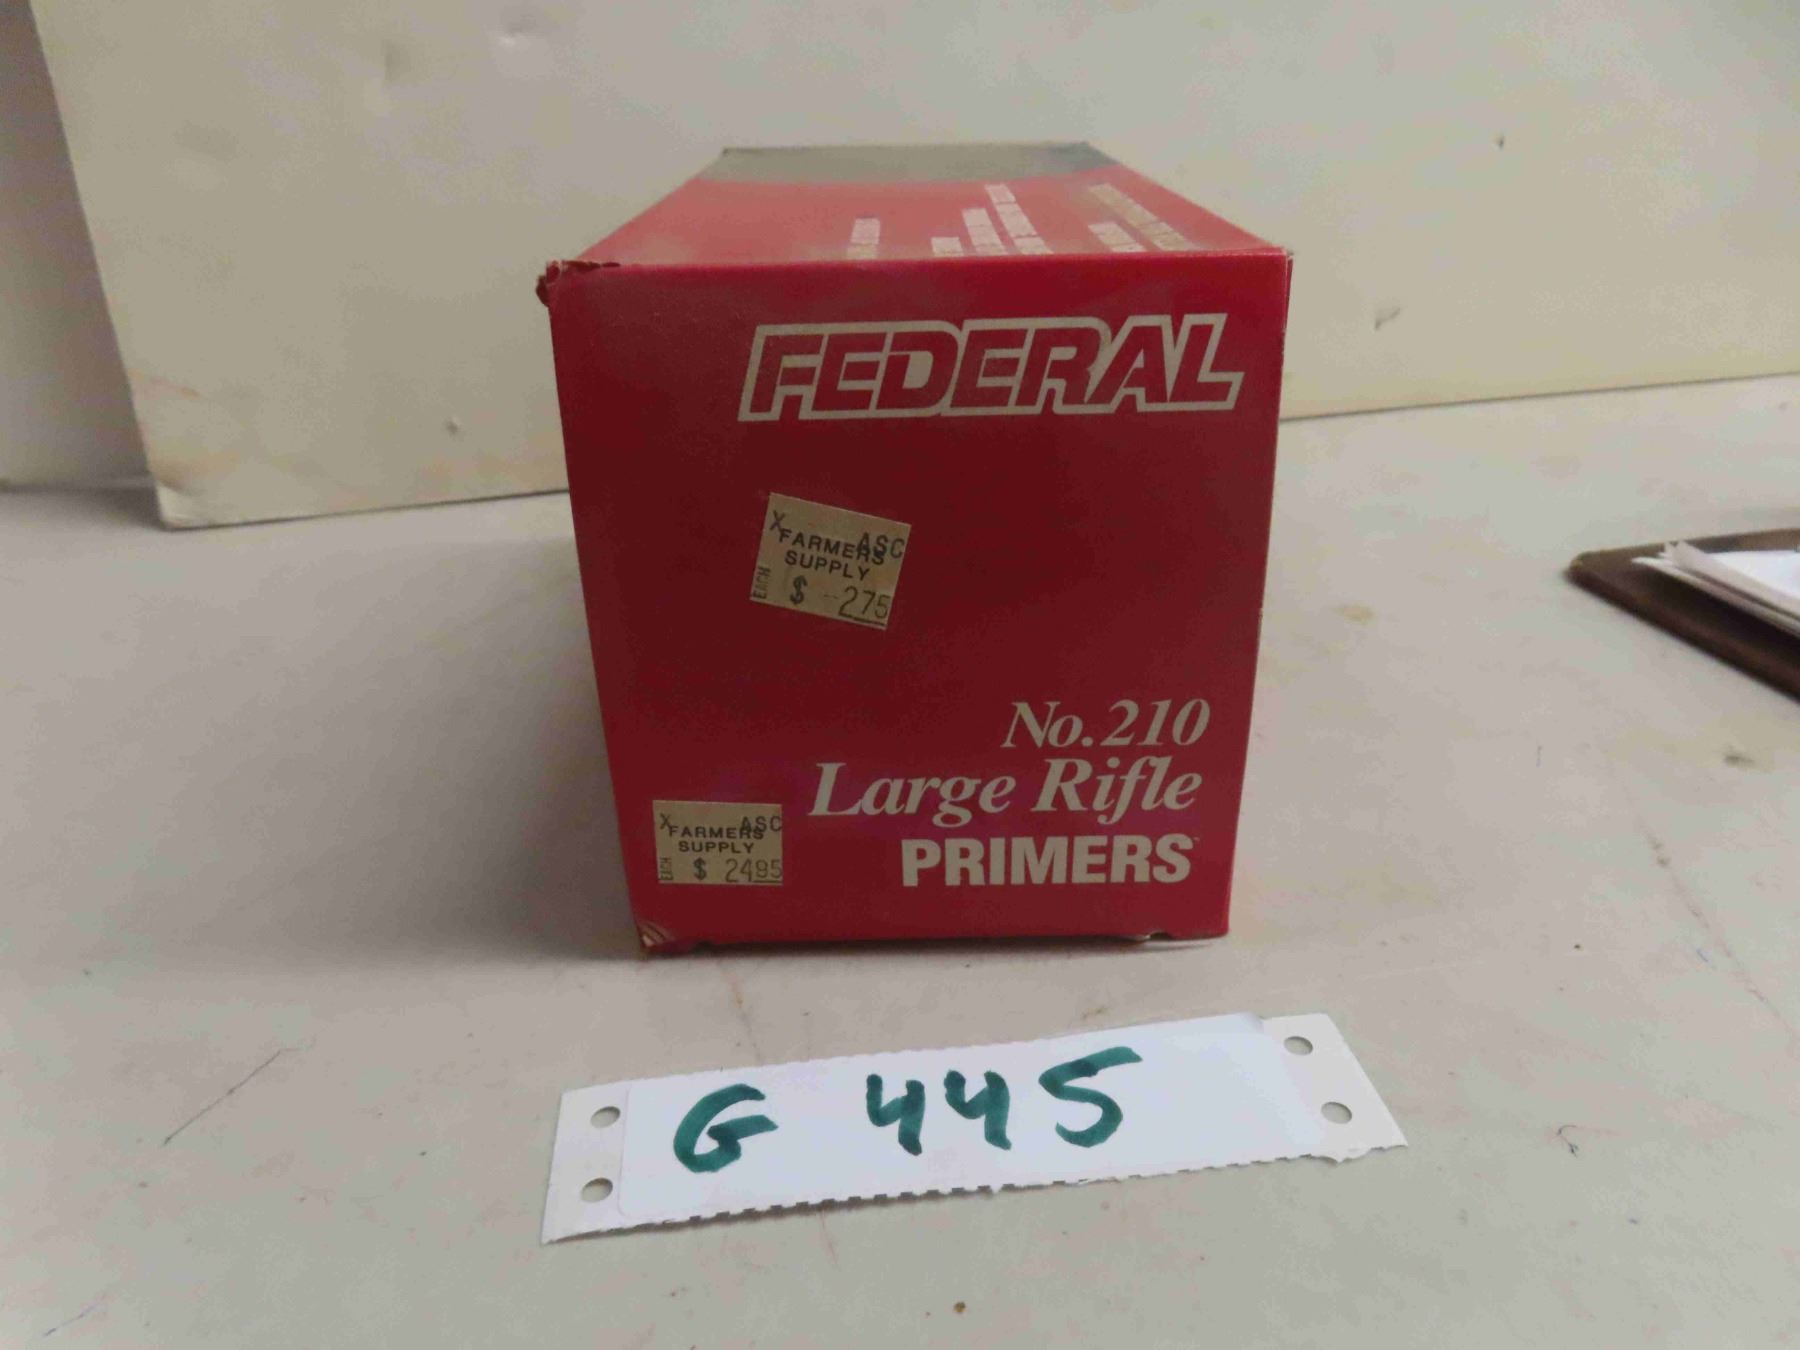 FEDERAL
X ASC
FARMERS
SUPPLY
EACH $ 275
No. 210
Large Rifle
PRIMERS
X ASC
FARMERS
SUPPLY
EACH $ 2495
G 445